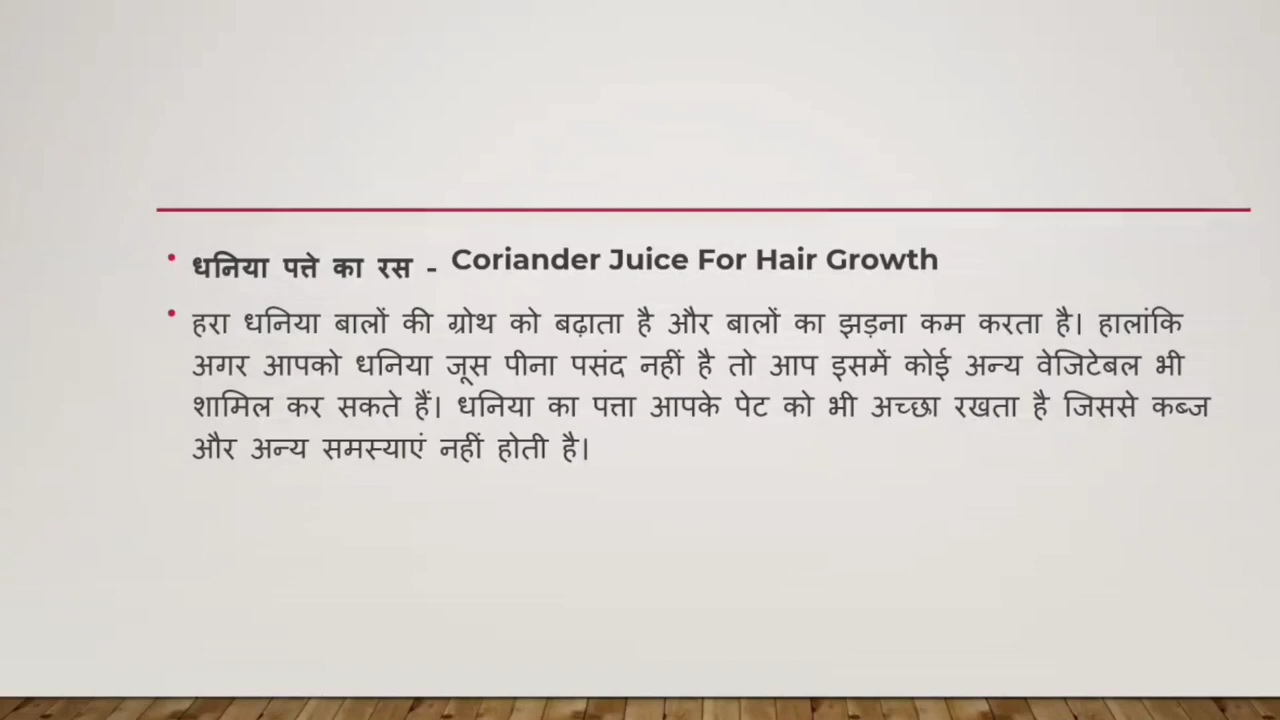 • धनिया पत्ते का रस - Coriander Juice For Hair Growth
• हरा धनिया बालों की ग्रोथ को बढ़ाता है और बालों का झड़ना कम करता है। हालांकि
अगर आपको धनिया जूस पीना पसंद नहीं है तो आप इसमें कोई अन्य वेजिटेबल भी
शामिल कर सकते हैं। धनिया का पत्ता आपके पेट को भी अच्छा रखता है जिससे कब्ज
और अन्य समस्याएं नहीं होती है।